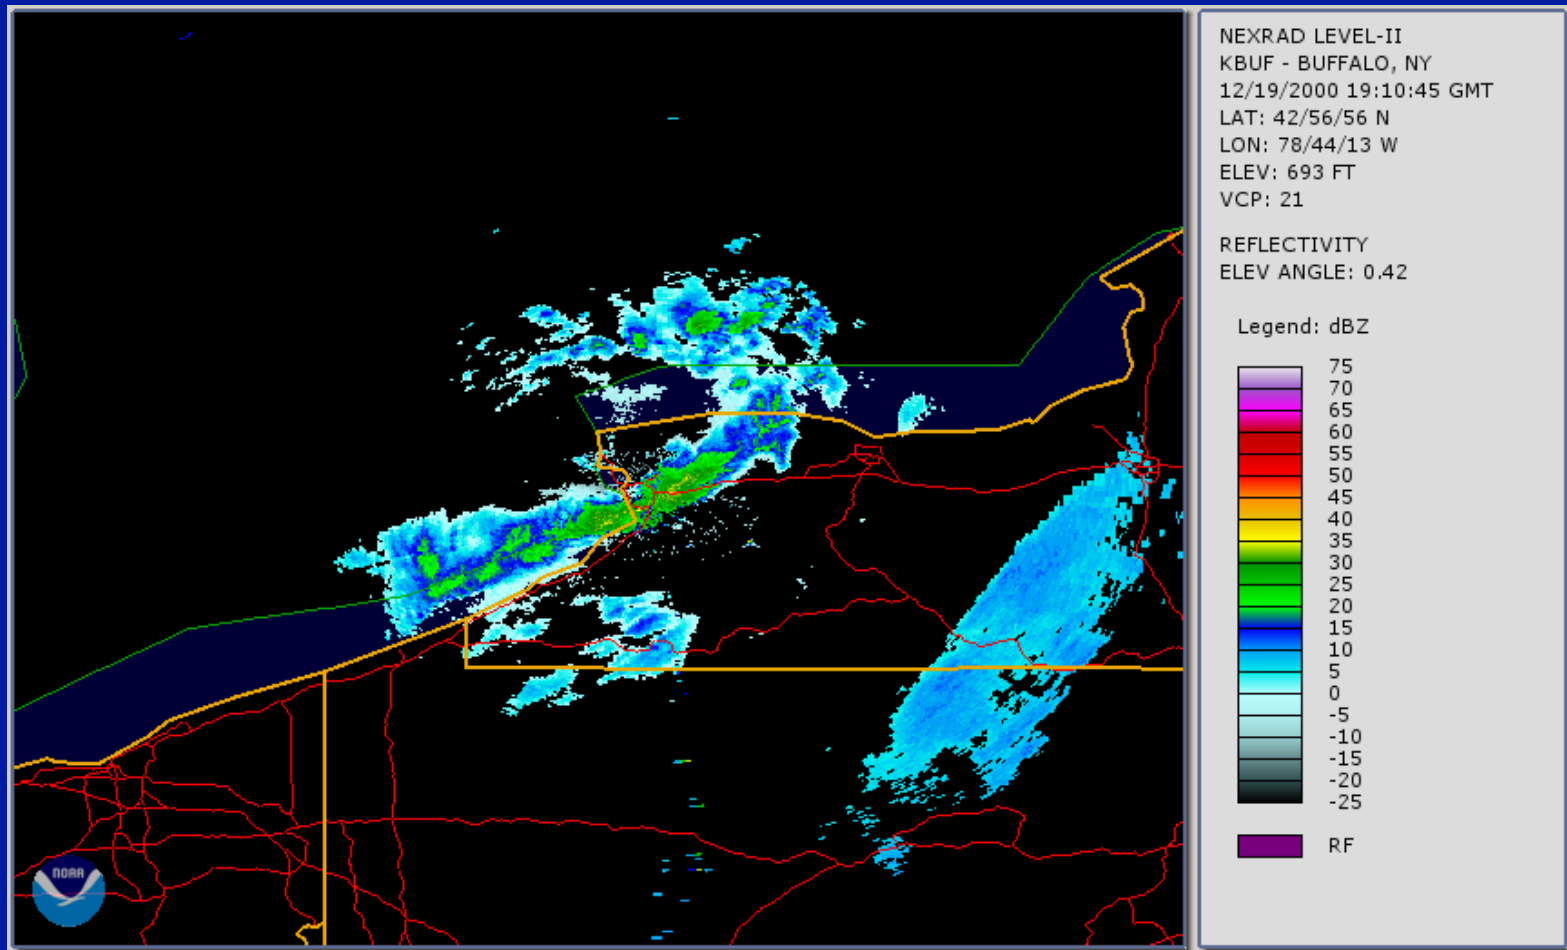 NEXRAD LEVEL-II
KBUF - BUFFALO, NY
12/19/2000 19:10:45 GMT
LAT: 42/56/56 N
LON: 78/44/13 W
ELEV: 693 FT
VCP: 21
REFLECTIVITY
ELEV ANGLE: 0.42
Legend: dBZ
75
70
65
60
55
50
45
40
35
30
25
20
15
10
5
0
-5
-10
-15
-20
-25
RF
NOAA